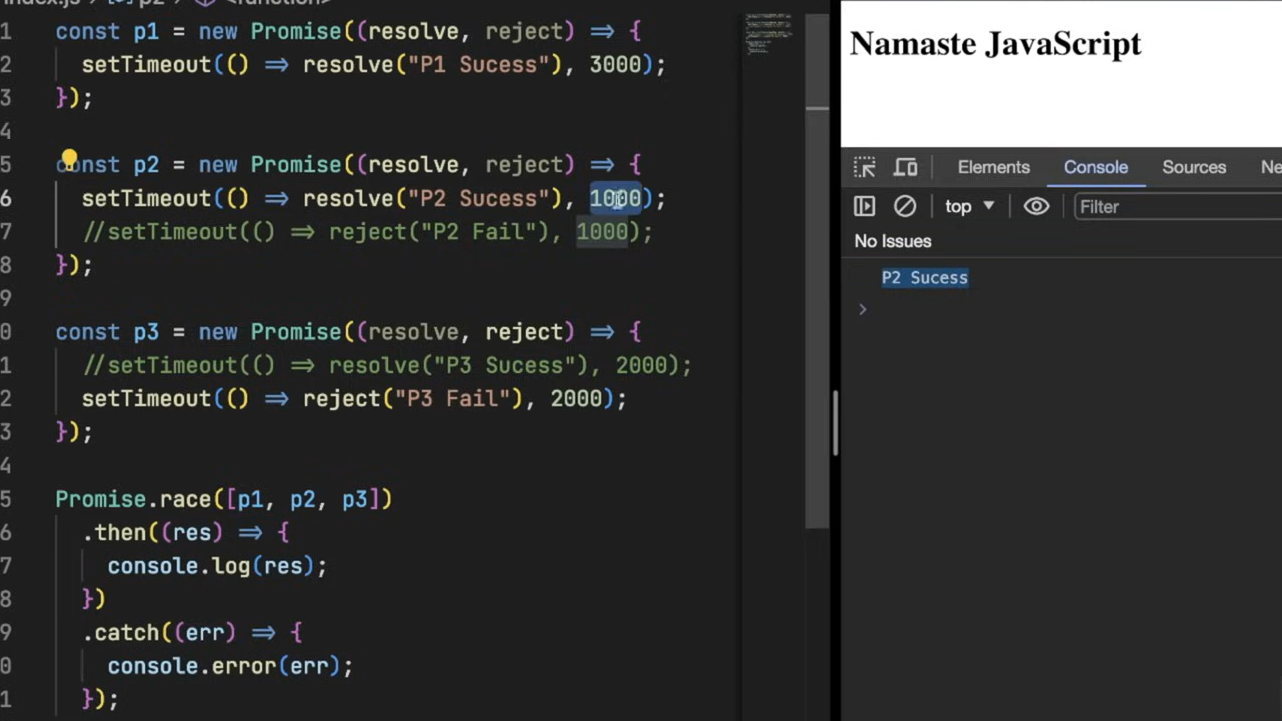 index.js > p2 > <function>
1 const p1 = new Promise((resolve, reject) => {
2 setTimeout(() => resolve("P1 Sucess"), 3000);
3 });
4
5 const p2 = new Promise((resolve, reject) => {
6 setTimeout(() => resolve("P2 Sucess"), 1000);
7 //setTimeout(() => reject("P2 Fail"), 1000);
8 });
9
0 const p3 = new Promise((resolve, reject) => {
1 //setTimeout(() => resolve("P3 Sucess"), 2000);
2 setTimeout(() => reject("P3 Fail"), 2000);
3 });
4
5 Promise.race([p1, p2, p3])
6 .then((res) => {
7 console.log(res);
8 })
9 .catch((err) => {
0 console.error(err);
1 });
Namaste JavaScript
Elements Console Sources Ne
top Filter
No Issues
P2 Sucess